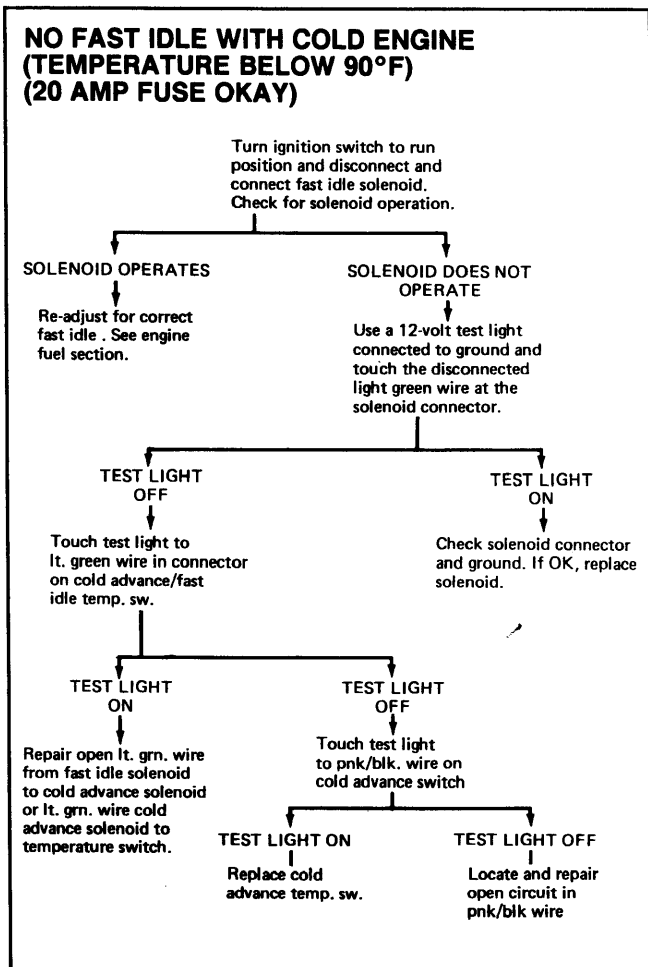 NO FAST IDLE WITH COLD ENGINE
(TEMPERATURE BELOW 90°F)
(20 AMP FUSE OKAY)
Turn ignition switch to run
position and disconnect and
connect fast idle solenoid.
Check for solenoid operation.
SOLENOID OPERATES
Re-adjust for correct
fast idle . See engine
fuel section.
SOLENOID DOES NOT
OPERATE
Use a 12-volt test light
connected to ground and
touch the disconnected
light green wire at the
solenoid connector.
TEST LIGHT
OFF
Touch test light to
lt. green wire in connector
on cold advance/fast
idle temp. sw.
TEST LIGHT
ON
Check solenoid connector
and ground. If OK, replace
solenoid.
TEST LIGHT
ON
Repair open lt. grn. wire
from fast idle solenoid
to cold advance solenoid
or lt. grn. wire cold
advance solenoid to
temperature switch.
TEST LIGHT
OFF
Touch test light
to pnk/blk. wire on
cold advance switch
TEST LIGHT ON
Replace cold
advance temp. sw.
TEST LIGHT OFF
Locate and repair
open circuit in
pnk/blk wire